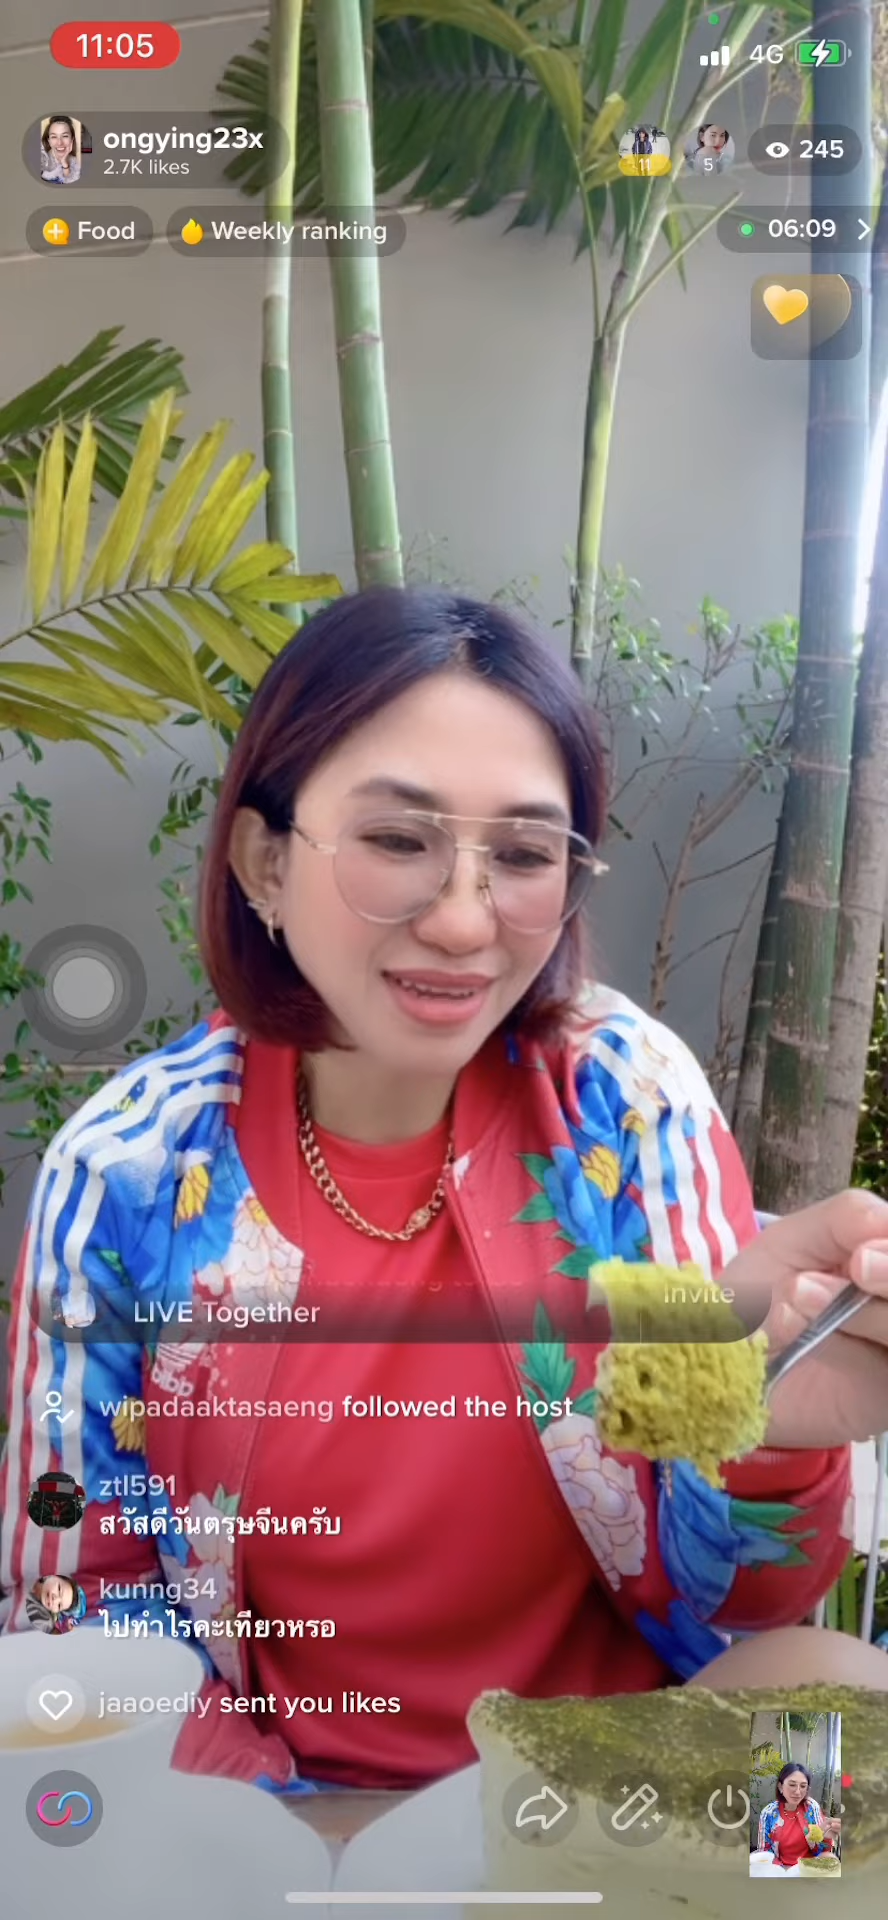 11:05
4G
ongying23x
2.7K likes
11
5
245
Food
Weekly ranking
06:09
LIVE Together
Invite
wipadaaktasaeng followed the host
ztl591
สวัสดีวันตรุษจีนครับ
kunng34
ไปทำไรคะเทียวหรอ
jaaoediy sent you likes